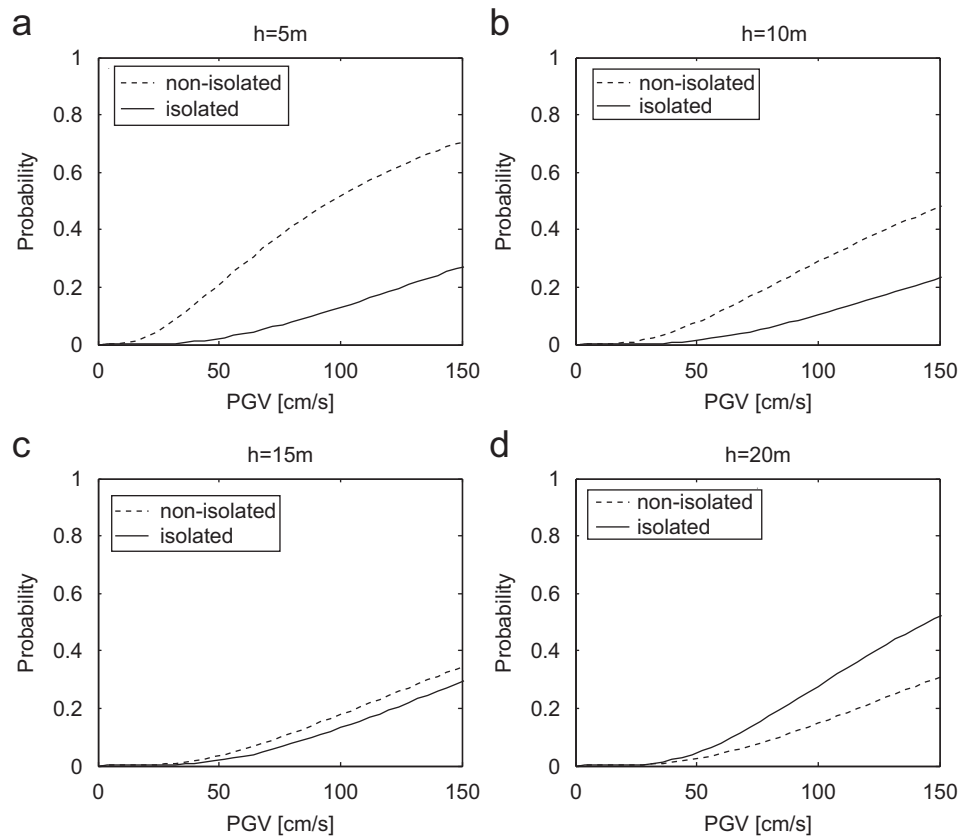 a
h=5m
1
0.8
0.6
0.4
0.2
0
Probability
non-isolated
isolated
0 50 100 150
PGV [cm/s]
b
h=10m
1
0.8
0.6
0.4
0.2
0
Probability
non-isolated
isolated
0 50 100 150
PGV [cm/s]
c
h=15m
1
0.8
0.6
0.4
0.2
0
Probability
non-isolated
isolated
0 50 100 150
PGV [cm/s]
d
h=20m
1
0.8
0.6
0.4
0.2
0
Probability
non-isolated
isolated
0 50 100 150
PGV [cm/s]